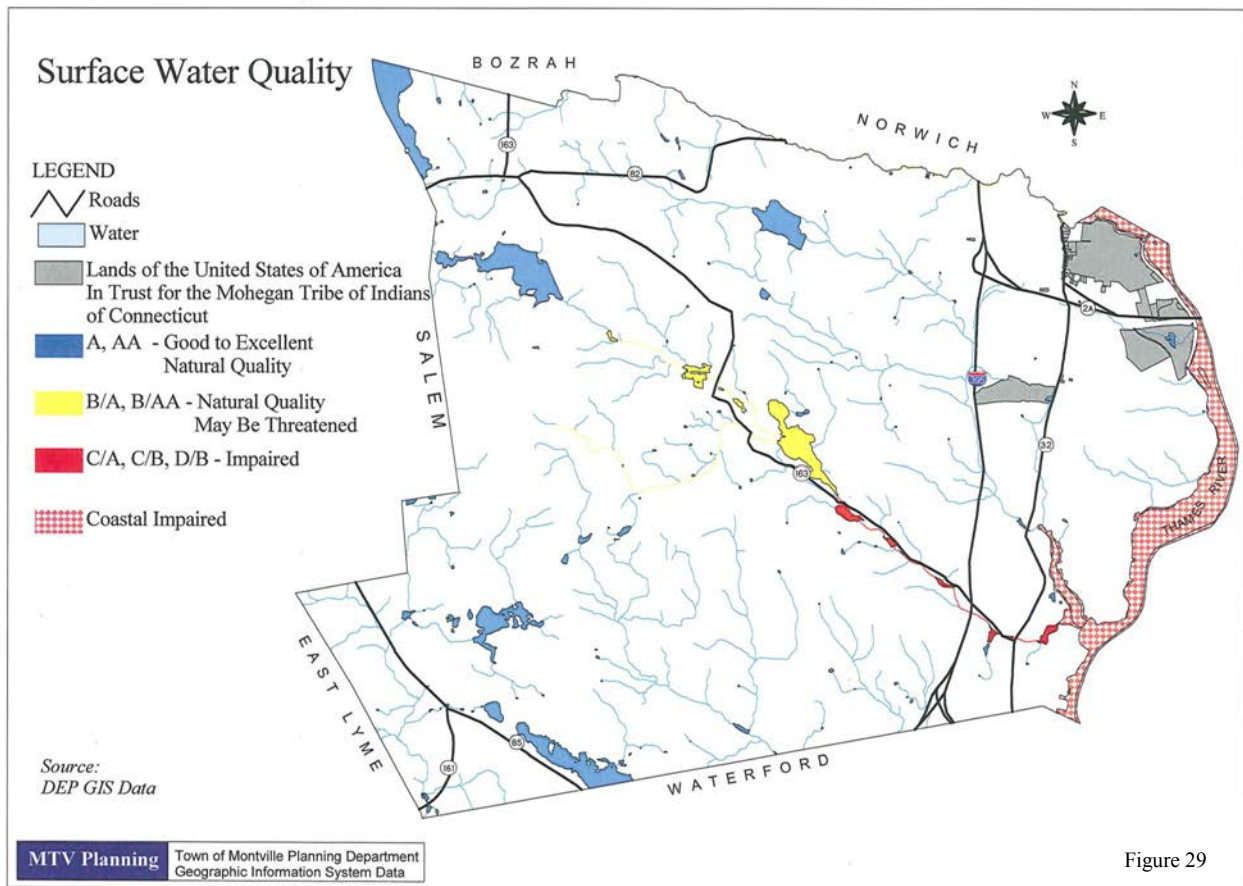 Surface Water Quality
BOZRAH
NORWICH
N
W E
S
LEGEND
Roads
Water
Lands of the United States of America
In Trust for the Mohegan Tribe of Indians
of Connecticut
A, AA - Good to Excellent
Natural Quality
B/A, B/AA - Natural Quality
May Be Threatened
C/A, C/B, D/B - Impaired
Coastal Impaired
163
82
2A
395
32
163
SALEM
THAMES RIVER
EAST LYME
85
161
WATERFORD
Source:
DEP GIS Data
MTV Planning
Town of Montville Planning Department
Geographic Information System Data
Figure 29